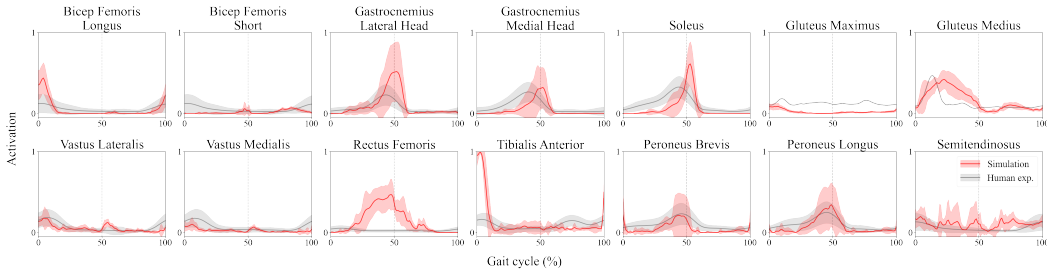 Bicep Femoris
Longus
Bicep Femoris
Short
Gastrocnemius
Lateral Head
Gastrocnemius
Medial Head
Soleus
Gluteus Maximus
Gluteus Medius
1
0
0 50 100
1
0
0 50 100
1
0
0 50 100
1
0
0 50 100
1
0
0 50 100
1
0
0 50 100
1
0
0 50 100
Activation
Vastus Lateralis
Vastus Medialis
Rectus Femoris
Tibialis Anterior
Peroneus Brevis
Peroneus Longus
Semitendinosus
1
0
0 50 100
1
0
0 50 100
1
0
0 50 100
1
0
0 50 100
1
0
0 50 100
1
0
0 50 100
1
0
0 50 100
Simulation
Human exp.
Gait cycle (%)